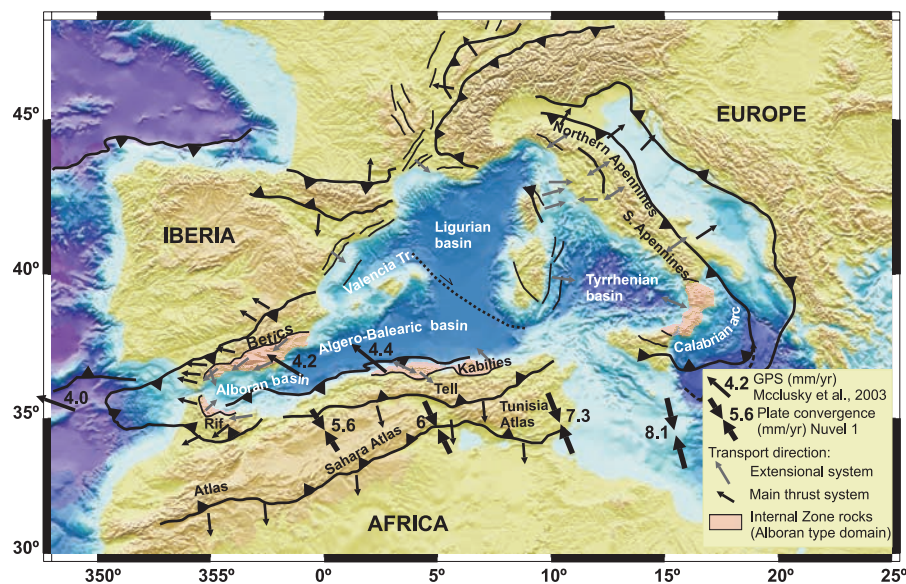 45º
40º
35º
30º
350º
355º
0º
5º
10º
15º
20º
25º
EUROPE
IBERIA
AFRICA
Northern Apennines
S. Apennines
Ligurian
basin
Valencia Tr.
Tyrrhenian
basin
Calabrian arc
Algero-Balearic basin
Betics
4.2
4.4
Alboran basin
Kabilies
4.0
Rif
Tell
Tunisia
Atlas
5.6
6
7.3
8.1
Sahara Atlas
Atlas
4.2 GPS (mm/yr)
Mcclusky et al., 2003
5.6 Plate convergence
(mm/yr) Nuvel 1
Transport direction:
Extensional system
Main thrust system
Internal Zone rocks
(Alboran type domain)